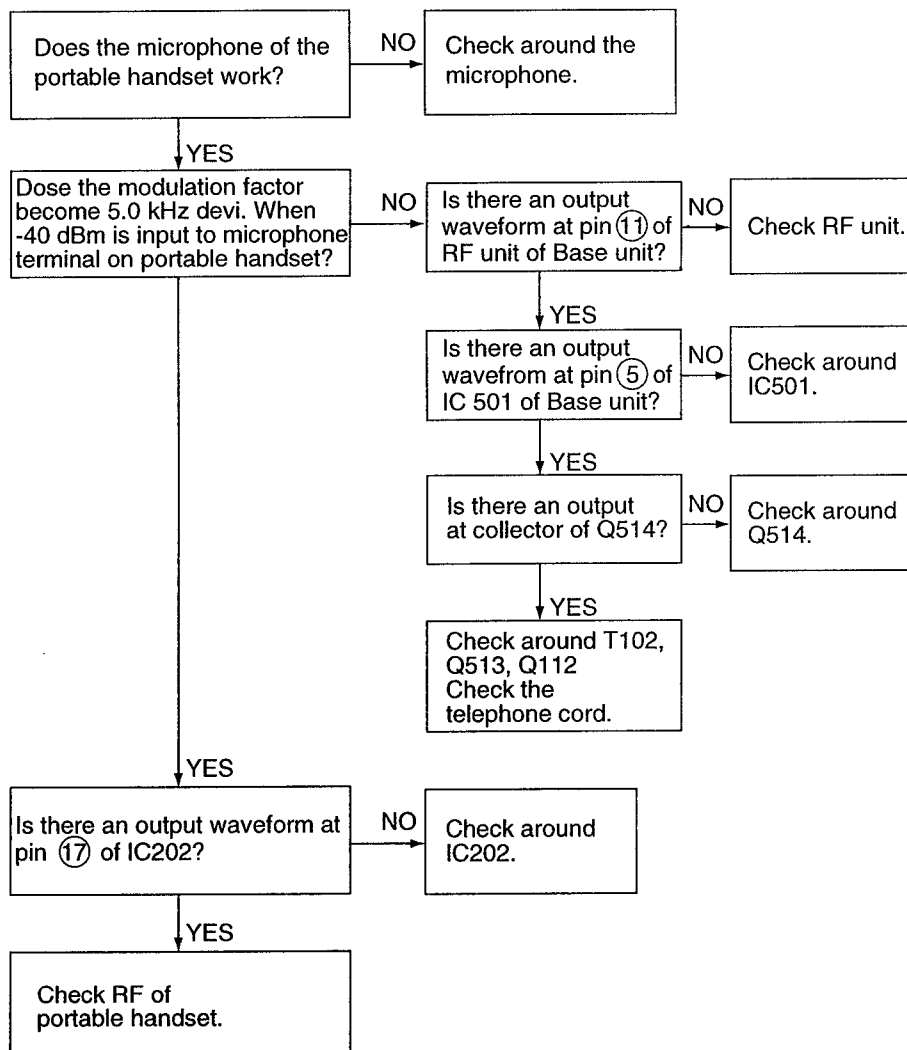 Does the microphone of the
portable handset work?
NO
Check around the
microphone.
YES
Dose the modulation factor
become 5.0 kHz devi. When
-40 dBm is input to microphone
terminal on portable handset?
NO
Is there an output
waveform at pin 11 of
RF unit of Base unit?
NO
Check RF unit.
YES
Is there an output
wavefrom at pin 5 of
IC 501 of Base unit?
NO
Check around
IC501.
YES
Is there an output
at collector of Q514?
NO
Check around
Q514.
YES
Check around T102,
Q513, Q112
Check the
telephone cord.
YES
Is there an output waveform at
pin 17 of IC202?
NO
Check around
IC202.
YES
Check RF of
portable handset.